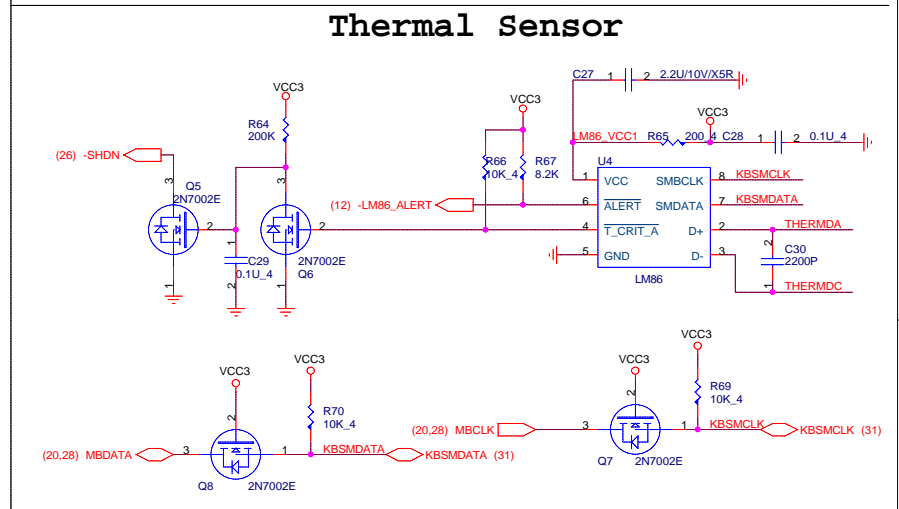 Thermal Sensor
C27 1 2 2.2U/10V/X5R
VCC3
R64
200K
VCC3
VCC3
LM86_VCC1 R65 200_4 C28 1 2 0.1U_4
(26) -SHDN
R66
10K_4
R67
8.2K
U4
3
Q5
2N7002E
3
1 VCC SMBCLK 8 KBSMCLK
(12) -LM86_ALERT
6 ALERT SMDATA 7 KBSMDATA
2
2
4 T_CRIT_A D+ 2 THERMDA
1
C29
0.1U_4
2
2N7002E
Q6
5 GND D- 3
2
C30
2200P
1
1
1
LM86
THERMDC
VCC3
VCC3
VCC3
VCC3
R70
10K_4
R69
10K_4
2
2
(20,28) MBCLK 3 1 KBSMCLK KBSMCLK (31)
(20,28) MBDATA 3 1 KBSMDATA KBSMDATA (31)
Q7 2N7002E
Q8 2N7002E